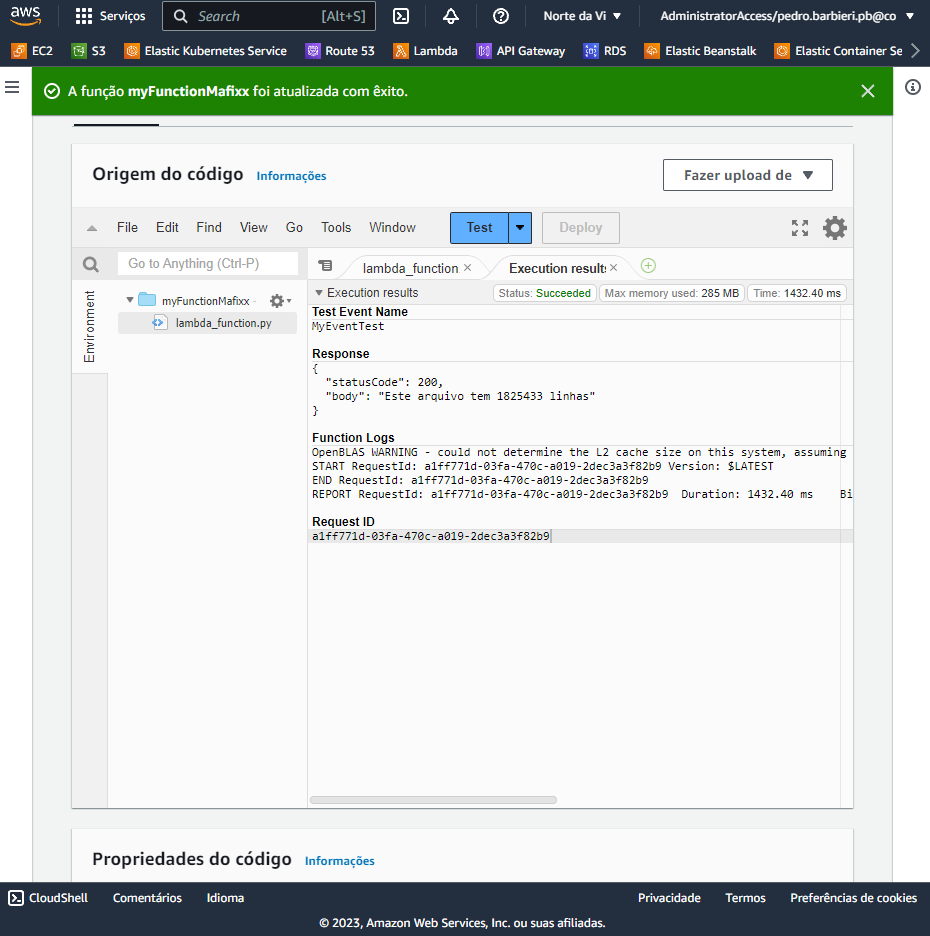 aws Serviços Search [Alt+S] Norte da Vi AdministratorAccess/pedro.barbieri.pb@co
EC2 S3 Elastic Kubernetes Service Route 53 Lambda API Gateway RDS Elastic Beanstalk Elastic Container Se
A função myFunctionMafixx foi atualizada com êxito.
Origem do código Informações Fazer upload de
File Edit Find View Go Tools Window Test Deploy
Go to Anything (Ctrl-P) lambda_function. Execution results
Environment
myFunctionMafixx -
lambda_function.py
Execution results Status: Succeeded Max memory used: 285 MB Time: 1432.40 ms
Test Event Name
MyEventTest
Response
{
"statusCode": 200,
"body": "Este arquivo tem 1825433 linhas"
}
Function Logs
OpenBLAS WARNING - could not determine the L2 cache size on this system, assuming
START RequestId: a1ff771d-03fa-470c-a019-2dec3a3f82b9 Version: $LATEST
END RequestId: a1ff771d-03fa-470c-a019-2dec3a3f82b9
REPORT RequestId: a1ff771d-03fa-470c-a019-2dec3a3f82b9 Duration: 1432.40 ms Bi
Request ID
a1ff771d-03fa-470c-a019-2dec3a3f82b9
Propriedades do código Informações
CloudShell Comentários Idioma Privacidade Termos Preferências de cookies
© 2023, Amazon Web Services, Inc. ou suas afiliadas.